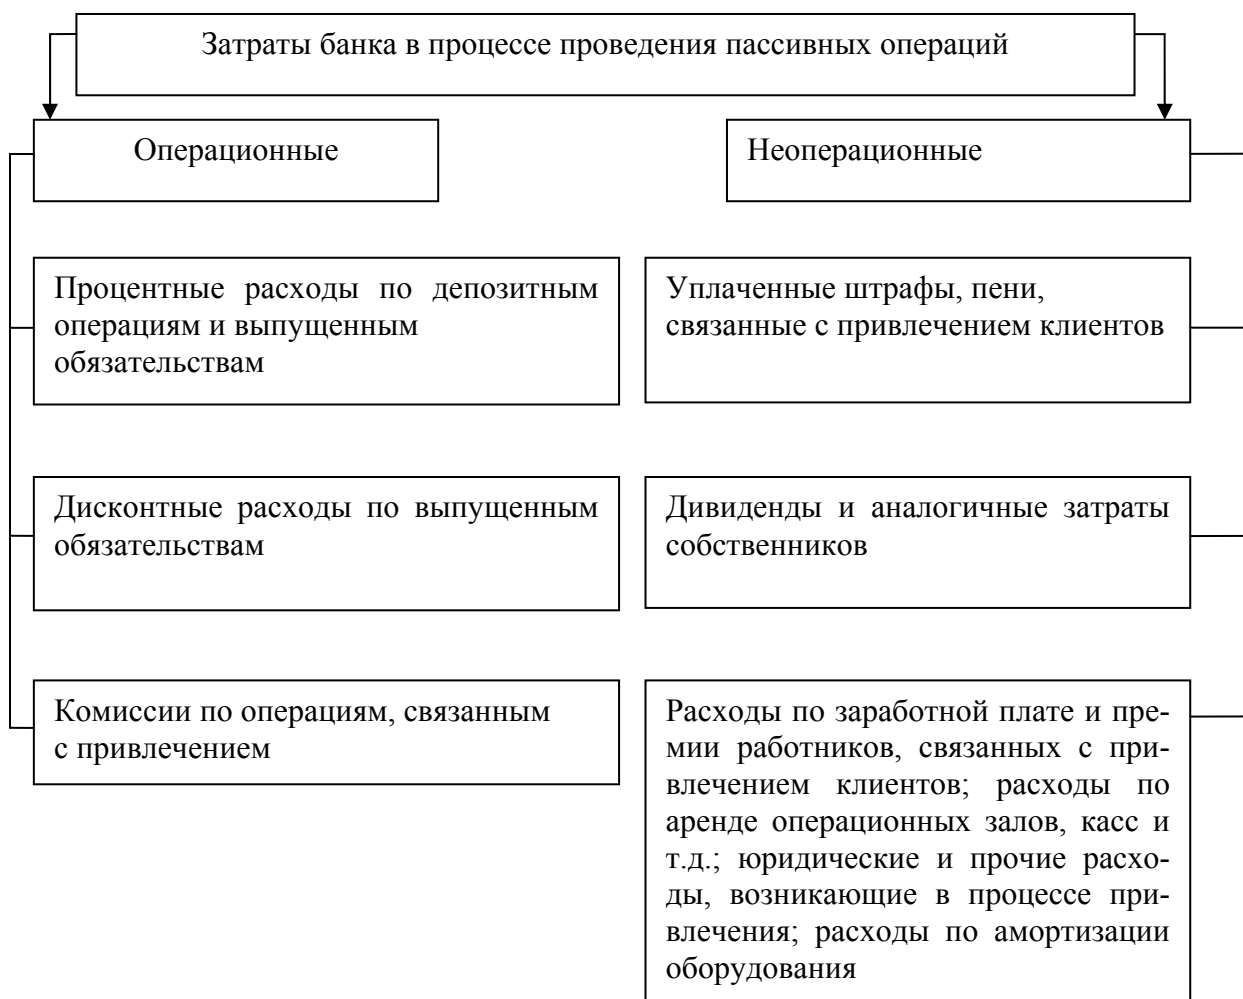 Затраты банка в процессе проведения пассивных операций
Операционные
Неоперационные
Процентные расходы по депозитным
операциям и выпущенным
обязательствам
Уплаченные штрафы, пени,
связанные с привлечением клиентов
Дисконтные расходы по выпущенным
обязательствам
Дивиденды и аналогичные затраты
собственников
Комиссии по операциям, связанным
с привлечением
Расходы по заработной плате и пре-
мии работников, связанных с при-
влечением клиентов; расходы по
аренде операционных залов, касс и
т.д.; юридические и прочие расхо-
ды, возникающие в процессе при-
влечения; расходы по амортизации
оборудования